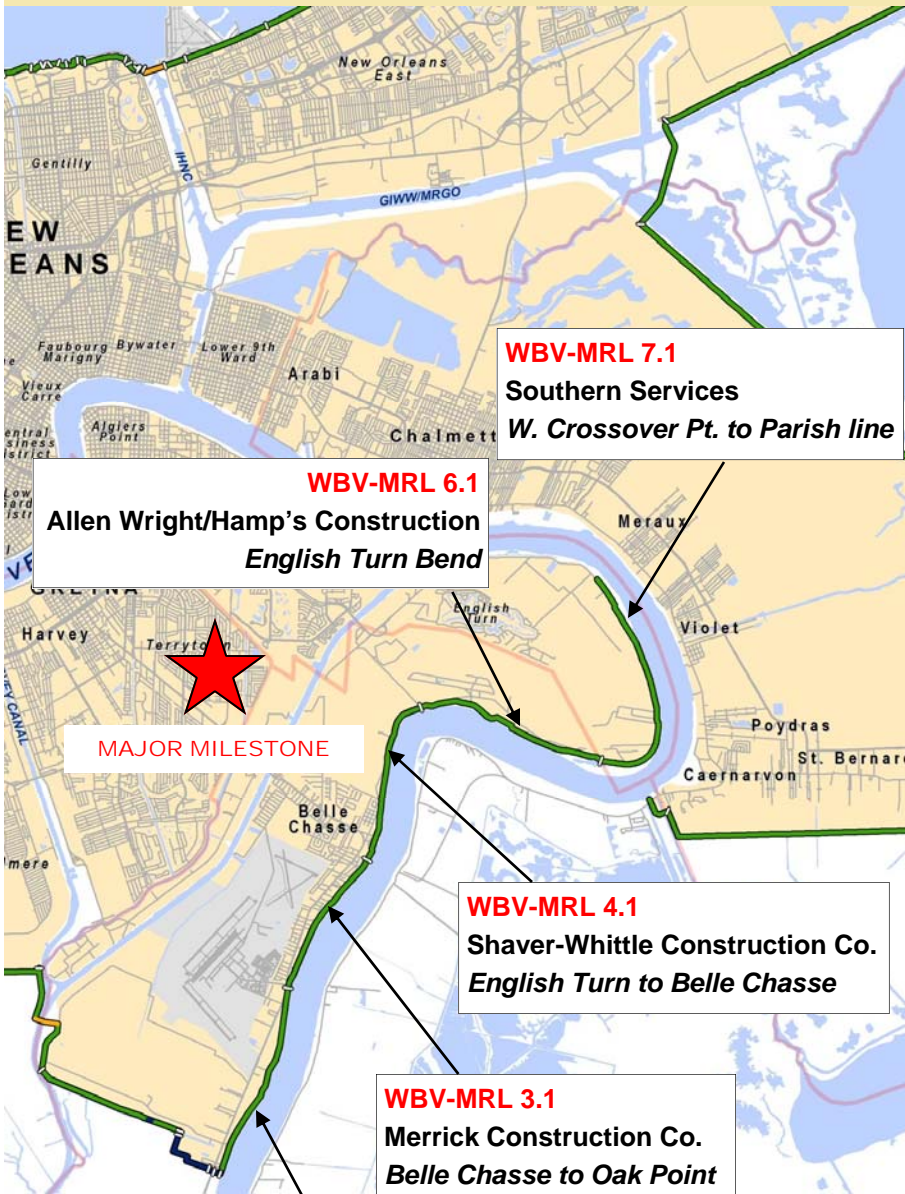 New Orleans
East
Gentilly
IHNC
GIWW/MRGO
EW
EANS
Faubourg
Marigny
Bywater
Lower 9th
Ward
Arabi
Vieux
Carre
Algiers
Point
Chalmett
WBV-MRL 7.1
Southern Services
W. Crossover Pt. to Parish line
WBV-MRL 6.1
Allen Wright/Hamp's Construction
English Turn Bend
Meraux
English
Turn
Violet
Harvey
Terrytown
MAJOR MILESTONE
Poydras
St. Bernard
Caernarvon
Belle
Chasse
WBV-MRL 4.1
Shaver-Whittle Construction Co.
English Turn to Belle Chasse
WBV-MRL 3.1
Merrick Construction Co.
Belle Chasse to Oak Point